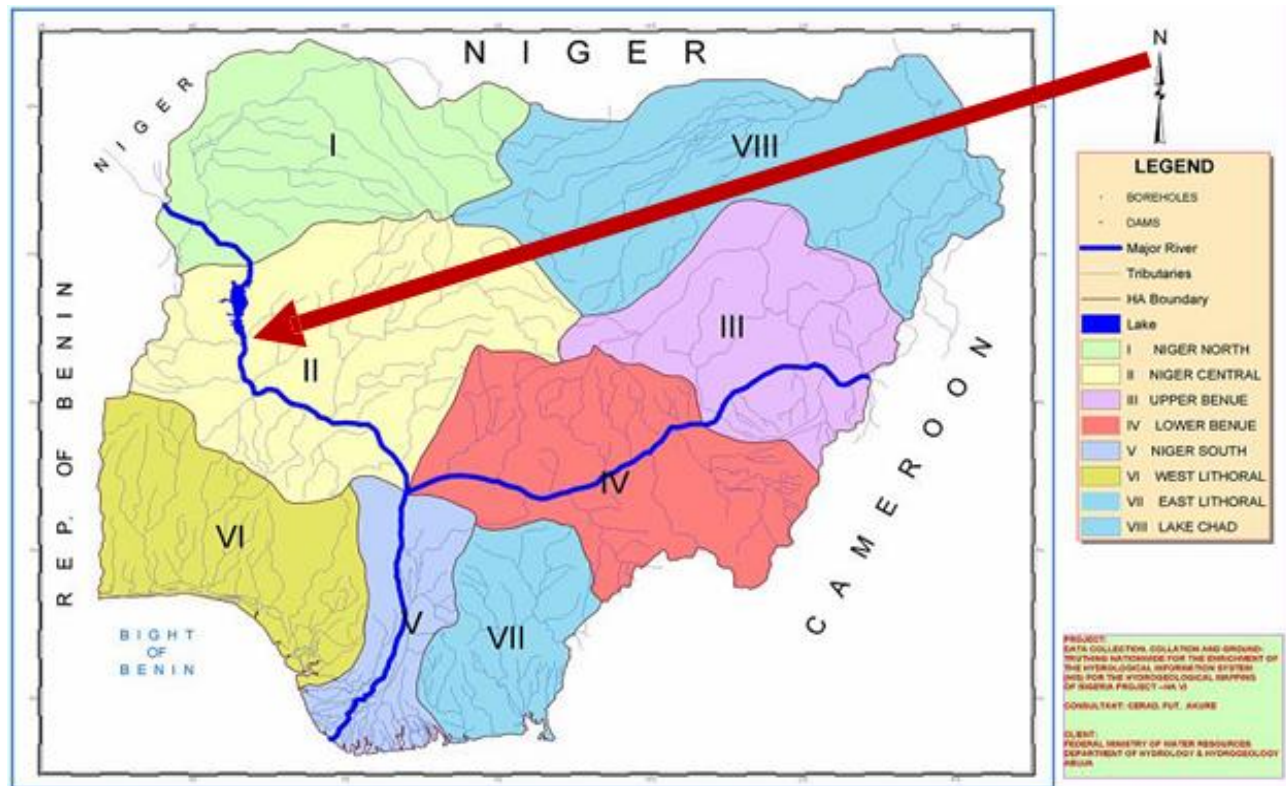 NIGER
NIGER
REP. OF BENIN
CAMEROON
BIGHT
OF
BENIN
I
II
III
IV
V
VI
VII
VIII
N
LEGEND
BOREHOLES
DAMS
Major River
Tributaries
HA Boundary
Lake
I NIGER NORTH
II NIGER CENTRAL
III UPPER BENUE
IV LOWER BENUE
V NIGER SOUTH
VI WEST LITHORAL
VII EAST LITHORAL
VIII LAKE CHAD
PROJECT:
DATA COLLECTION, COLLATION AND GROUND-
TRUTHING NATIONWIDE FOR THE ENRICHMENT OF
THE HYDROLOGICAL INFORMATION SYSTEM
(HIS) FOR THE HYDROGEOLOGICAL MAPPING
OF NIGERIA PROJECT -HA VI
CONSULTANT: CERAD, FUT, AKURE
CLIENT:
FEDERAL MINISTRY OF WATER RESOURCES
DEPARTMENT OF HYDROLOGY & HYDROGEOLOGY
ABUJA